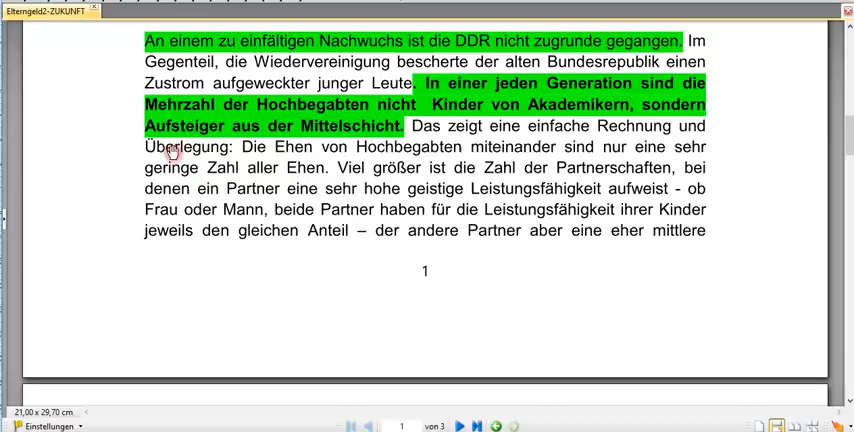 Elterngeld2-ZUKUNFT
An einem zu einfältigen Nachwuchs ist die DDR nicht zugrunde gegangen. Im
Gegenteil, die Wiedervereinigung bescherte der alten Bundesrepublik einen
Zustrom aufgeweckter junger Leute. In einer jeden Generation sind die
Mehrzahl der Hochbegabten nicht Kinder von Akademikern, sondern
Aufsteiger aus der Mittelschicht. Das zeigt eine einfache Rechnung und
Überlegung: Die Ehen von Hochbegabten miteinander sind nur eine sehr
geringe Zahl aller Ehen. Viel größer ist die Zahl der Partnerschaften, bei
denen ein Partner eine sehr hohe geistige Leistungsfähigkeit aufweist - ob
Frau oder Mann, beide Partner haben für die Leistungsfähigkeit ihrer Kinder
jeweils den gleichen Anteil – der andere Partner aber eine eher mittlere
1
21,00 x 29,70 cm
Einstellungen 1 von 3